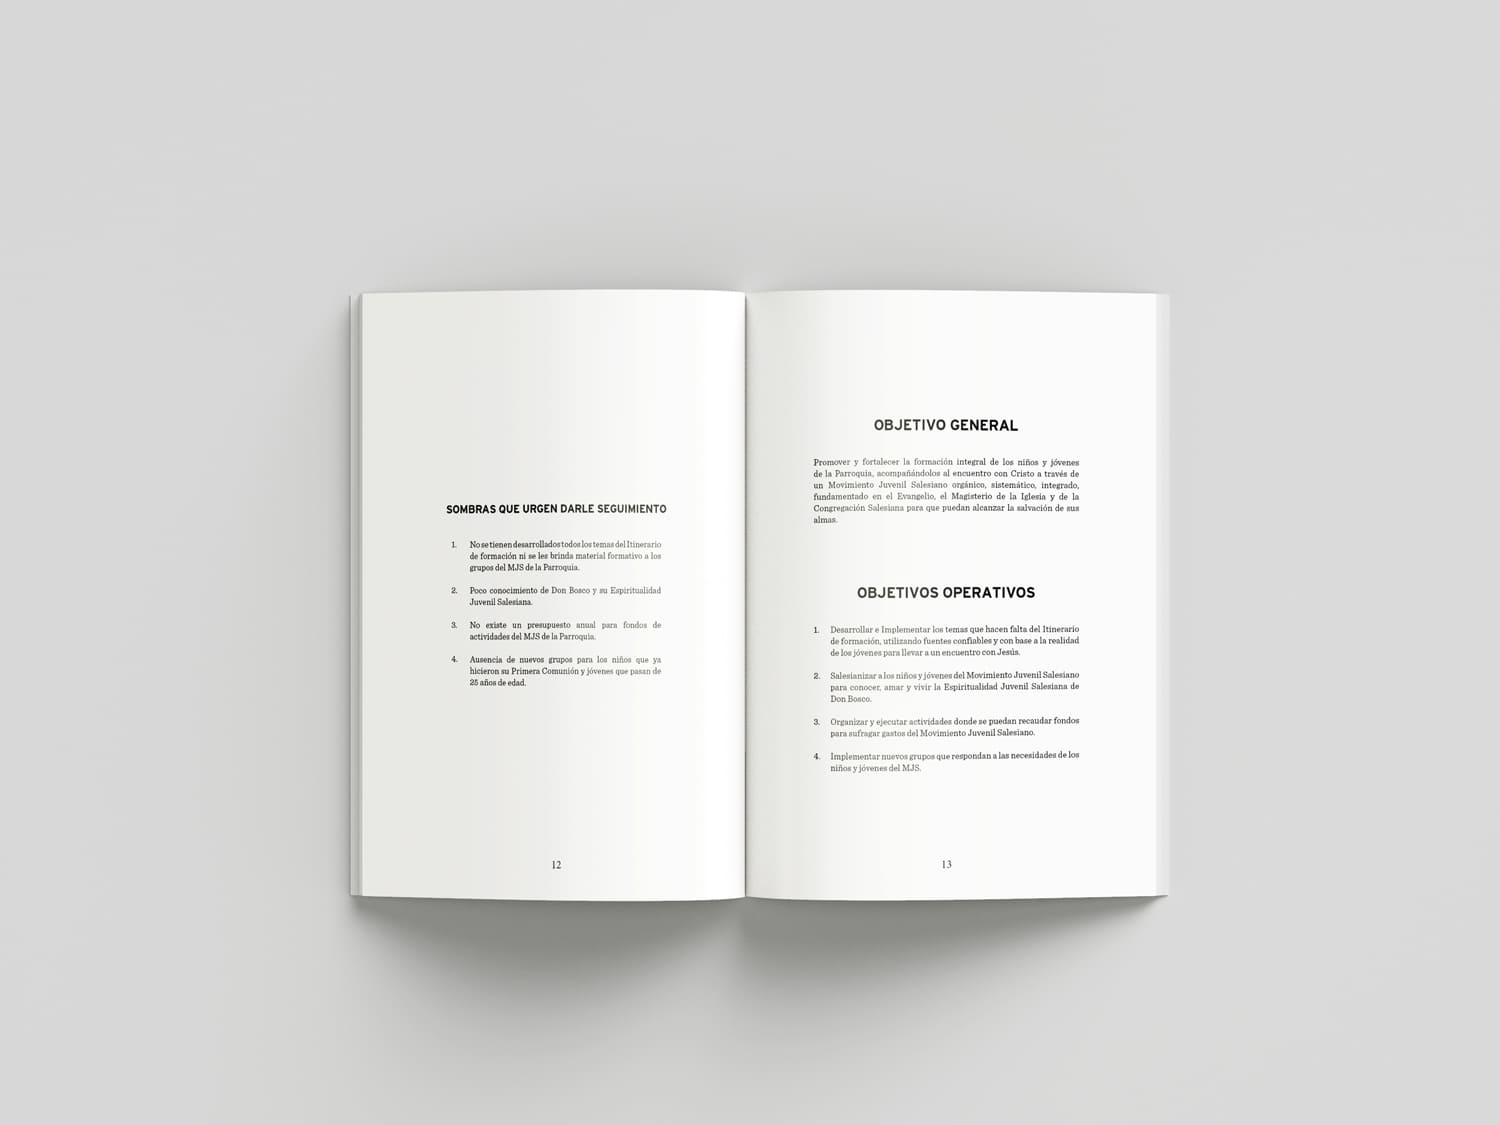 SOMBRAS QUE URGEN DARLE SEGUIMIENTO
1. No se tienen desarrollados todos los temas del Itinerario
de formación ni se les brinda material formativo a los
grupos del MJS de la Parroquia.
2. Poco conocimiento de Don Bosco y su Espiritualidad
Juvenil Salesiana.
3. No existe un presupuesto anual para fondos de
actividades del MJS de la Parroquia.
4. Ausencia de nuevos grupos para los niños que ya
hicieron su Primera Comunión y jóvenes que pasan de
25 años de edad.
12
OBJETIVO GENERAL
Promover y fortalecer la formación integral de los niños y jóvenes
de la Parroquia, acompañándolos al encuentro con Cristo a través de
un Movimiento Juvenil Salesiano orgánico, sistemático, integrado,
fundamentado en el Evangelio, el Magisterio de la Iglesia y de la
Congregación Salesiana para que puedan alcanzar la salvación de sus
almas.
OBJETIVOS OPERATIVOS
1. Desarrollar e Implementar los temas que hacen falta del Itinerario
de formación, utilizando fuentes confiables y con base a la realidad
de los jóvenes para llevar a un encuentro con Jesús.
2. Salesianizar a los niños y jóvenes del Movimiento Juvenil Salesiano
para conocer, amar y vivir la Espiritualidad Juvenil Salesiana de
Don Bosco.
3. Organizar y ejecutar actividades donde se puedan recaudar fondos
para sufragar gastos del Movimiento Juvenil Salesiano.
4. Implementar nuevos grupos que respondan a las necesidades de los
niños y jóvenes del MJS.
13